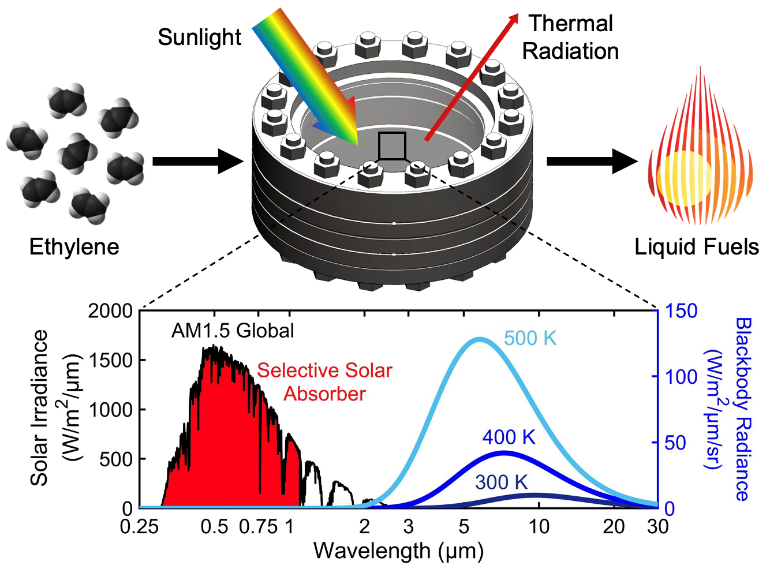 Sunlight
Thermal
Radiation
Ethylene
Liquid Fuels
2000
1500
1000
500
0
Solar Irradiance
(W/m²/µm)
AM1.5 Global
Selective Solar
Absorber
500 K
400 K
300 K
150
100
50
0
Blackbody Radiance
(W/m²/µm/sr)
0.25 0.5 0.75 1 2 3 5 10 20 30
Wavelength (µm)